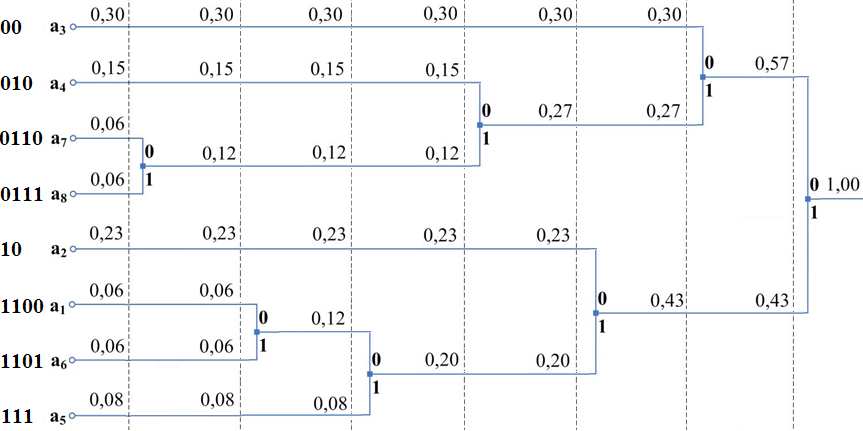 00 a₃ 0,30 0,30 0,30 0,30 0,30 0,30
0 0,57
1
010 a₄ 0,15 0,15 0,15 0,15
0 0,27 0,27
1
0110 a₇ 0,06
0 0,12 0,12 0,12
1
0111 a₈ 0,06
0 1,00
1
10 a₂ 0,23 0,23 0,23 0,23 0,23
0 0,43 0,43
1
1100 a₁ 0,06 0,06
0 0,12
1
1101 a₆ 0,06 0,06
0 0,20 0,20
1
111 a₅ 0,08 0,08 0,08